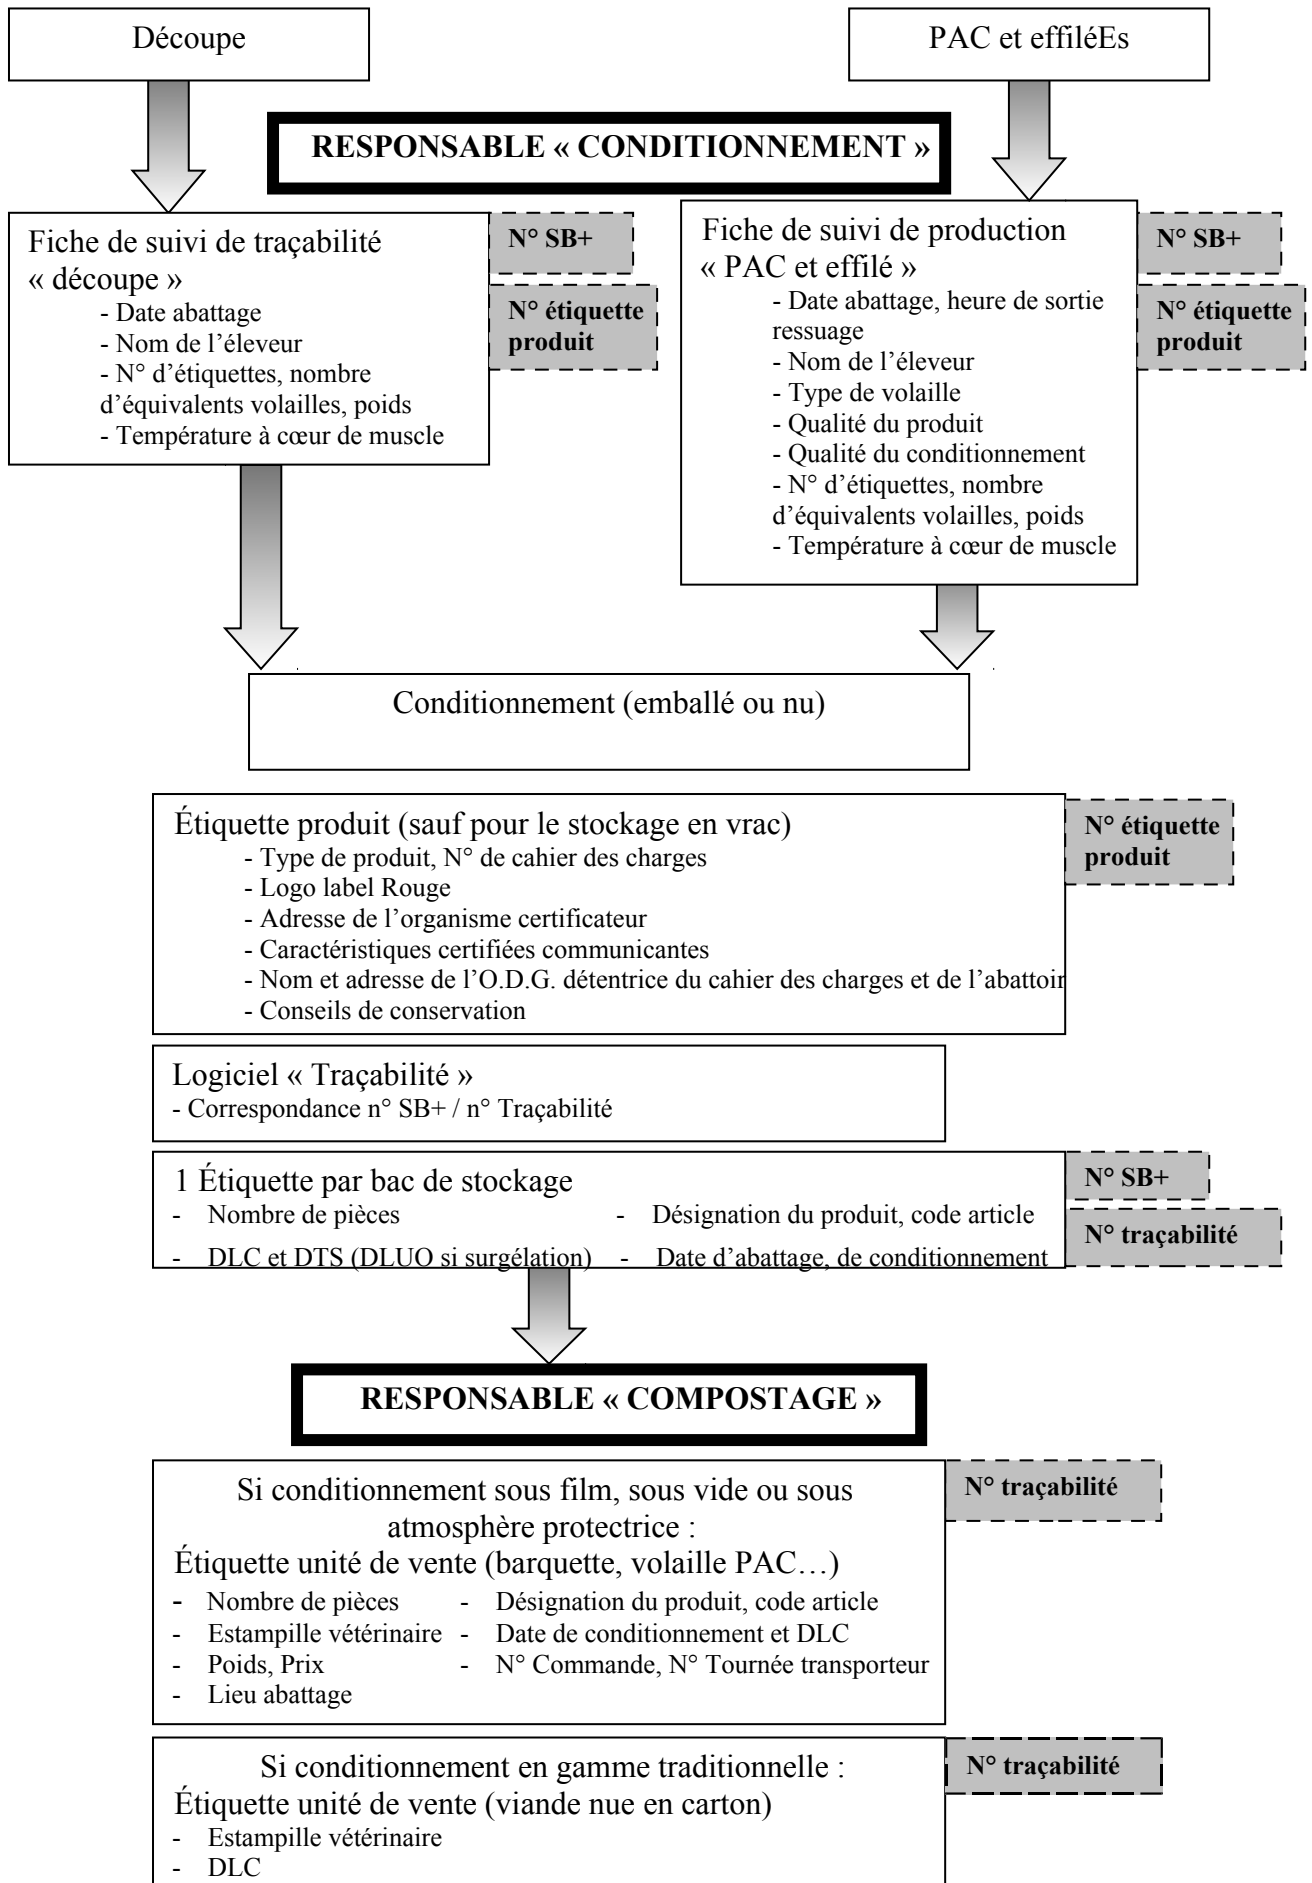 Découpe
PAC et effiléEs
RESPONSABLE « CONDITIONNEMENT »
Fiche de suivi de traçabilité
« découpe »
- Date abattage
- Nom de l’éleveur
- N° d’étiquettes, nombre
d’équivalents volailles, poids
- Température à cœur de muscle
N° SB+
N° étiquette
produit
Fiche de suivi de production
« PAC et effilé »
- Date abattage, heure de sortie
ressuage
- Nom de l’éleveur
- Type de volaille
- Qualité du produit
- Qualité du conditionnement
- N° d’étiquettes, nombre
d’équivalents volailles, poids
- Température à cœur de muscle
N° SB+
N° étiquette
produit
Conditionnement (emballé ou nu)
Étiquette produit (sauf pour le stockage en vrac)
- Type de produit, N° de cahier des charges
- Logo label Rouge
- Adresse de l’organisme certificateur
- Caractéristiques certifiées communicantes
- Nom et adresse de l’O.D.G. détentrice du cahier des charges et de l’abattoir
- Conseils de conservation
N° étiquette
produit
Logiciel « Traçabilité »
- Correspondance n° SB+ / n° Traçabilité
1 Étiquette par bac de stockage
- Nombre de pièces - Désignation du produit, code article
- DLC et DTS (DLUO si surgélation) - Date d’abattage, de conditionnement
N° SB+
N° traçabilité
RESPONSABLE « COMPOSTAGE »
Si conditionnement sous film, sous vide ou sous
atmosphère protectrice :
Étiquette unité de vente (barquette, volaille PAC…)
- Nombre de pièces - Désignation du produit, code article
- Estampille vétérinaire - Date de conditionnement et DLC
- Poids, Prix - N° Commande, N° Tournée transporteur
- Lieu abattage
N° traçabilité
Si conditionnement en gamme traditionnelle :
Étiquette unité de vente (viande nue en carton)
- Estampille vétérinaire
- DLC
N° traçabilité